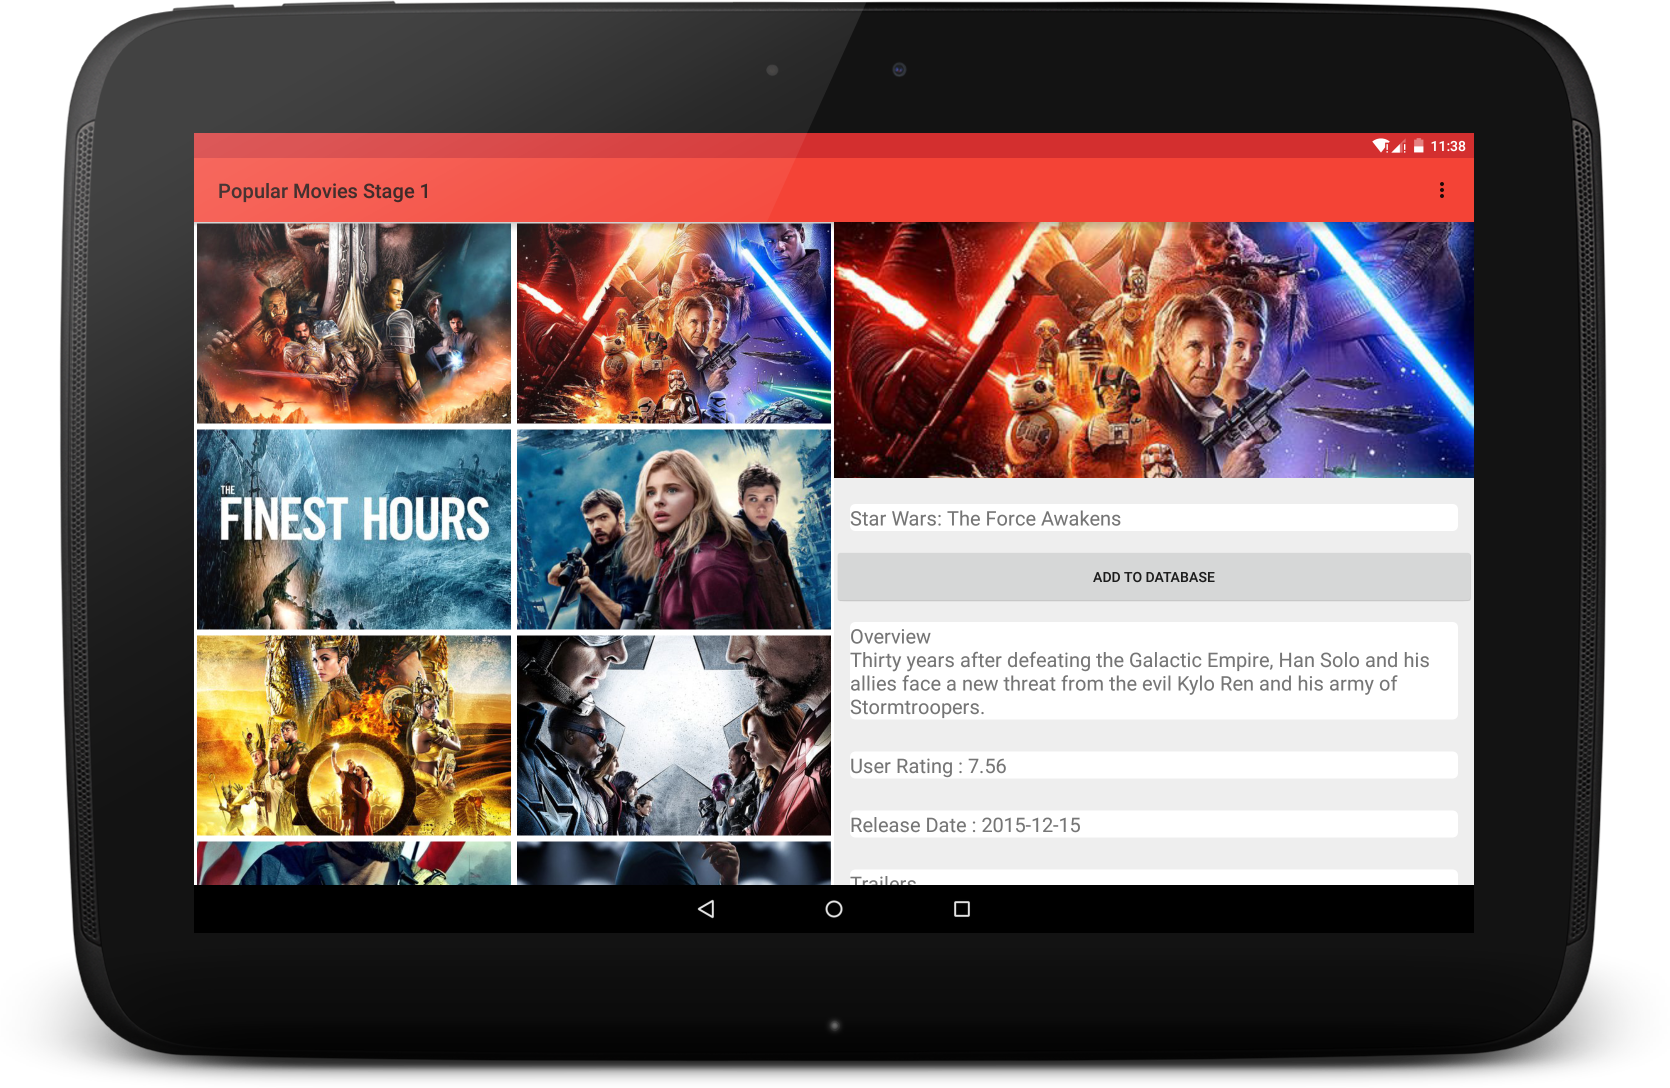 11:38
Popular Movies Stage 1
THE
FINEST HOURS
Star Wars: The Force Awakens
ADD TO DATABASE
Overview
Thirty years after defeating the Galactic Empire, Han Solo and his
allies face a new threat from the evil Kylo Ren and his army of
Stormtroopers.
User Rating : 7.56
Release Date : 2015-12-15
Trailers